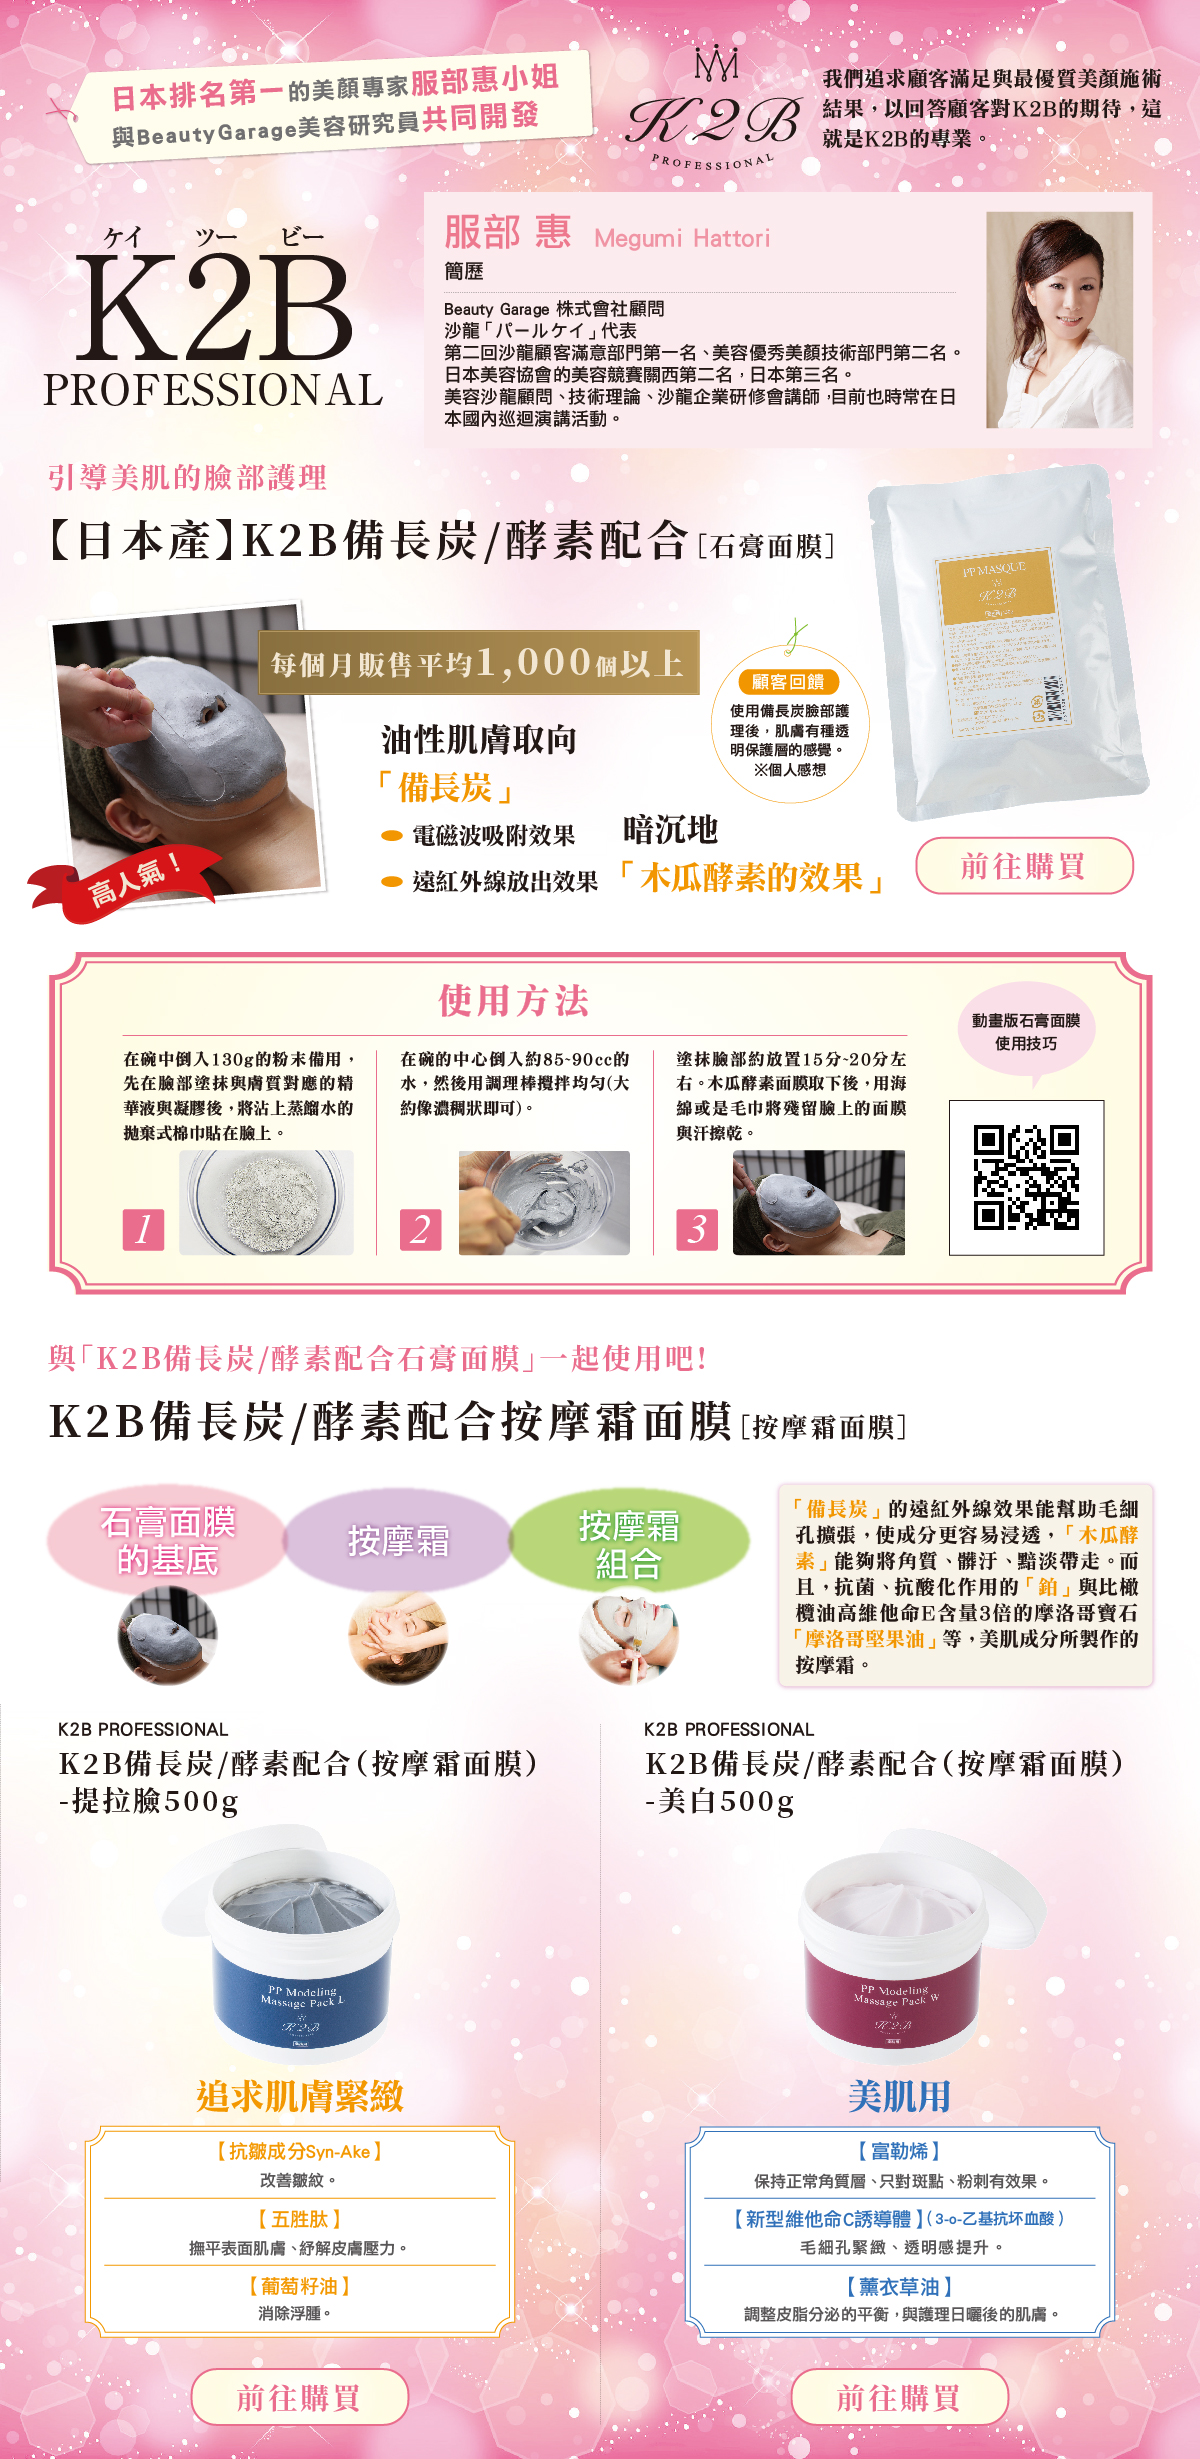 日本排名第一的美顏專家服部惠小姐
與BeautyGarage美容研究員共同開發
K2B
PROFESSIONAL
我們追求顧客滿足與最優質美顏施術
結果，以回答顧客對K2B的期待，這
就是K2B的專業。
ケイ ツー ビー
K2B
PROFESSIONAL
服部 惠 Megumi Hattori
簡歷
Beauty Garage 株式會社顧問
沙龍「パールケイ」代表
第二回沙龍顧客滿意部門第一名、美容優秀美顏技術部門第二名。
日本美容協會的美容競賽關西第二名，日本第三名。
美容沙龍顧問、技術理論、沙龍企業研修會講師，目前也時常在日
本國內巡迴演講活動。
引導美肌的臉部護理
【日本產】K2B備長炭/酵素配合［石膏面膜］
PP MASQUE
K2B
每個月販售平均1,000個以上
顧客回饋
使用備長炭臉部護
理後，肌膚有種透
明保護層的感覺。
※個人感想
油性肌膚取向
「備長炭」
電磁波吸附效果
遠紅外線放出效果
暗沉地
「木瓜酵素的效果」
高人氣！
前往購買
使用方法
在碗中倒入130g的粉末備用，
先在臉部塗抹與膚質對應的精
華液與凝膠後，將沾上蒸餾水的
拋棄式棉巾貼在臉上。
1
在碗的中心倒入約85~90cc的
水，然後用調理棒攪拌均勻(大
約像濃稠狀即可)。
2
塗抹臉部約放置15分~20分左
右。木瓜酵素面膜取下後，用海
綿或是毛巾將殘留臉上的面膜
與汗擦乾。
3
動畫版石膏面膜
使用技巧
與「K2B備長炭/酵素配合石膏面膜」一起使用吧!
K2B備長炭/酵素配合按摩霜面膜［按摩霜面膜］
石膏面膜
的基底
按摩霜
按摩霜
組合
「備長炭」的遠紅外線效果能幫助毛細
孔擴張，使成分更容易浸透，「木瓜酵
素」能夠將角質、髒汙、黯淡帶走。而
且，抗菌、抗酸化作用的「鉑」與比橄
欖油高維他命E含量3倍的摩洛哥寶石
「摩洛哥堅果油」等，美肌成分所製作的
按摩霜。
K2B PROFESSIONAL
K2B備長炭/酵素配合（按摩霜面膜）
-提拉臉500g
PP Modeling
Massage Pack L
K2B
追求肌膚緊緻
【抗皺成分Syn-Ake】
改善皺紋。
【五胜肽】
撫平表面肌膚、紓解皮膚壓力。
【葡萄籽油】
消除浮腫。
前往購買
K2B PROFESSIONAL
K2B備長炭/酵素配合（按摩霜面膜）
-美白500g
PP Modeling
Massage Pack W
K2B
美肌用
【富勒烯】
保持正常角質層、只對斑點、粉刺有效果。
【新型維他命C誘導體】（3-o-乙基抗坏血酸）
毛細孔緊緻、透明感提升。
【薰衣草油】
調整皮脂分泌的平衡，與護理日曬後的肌膚。
前往購買